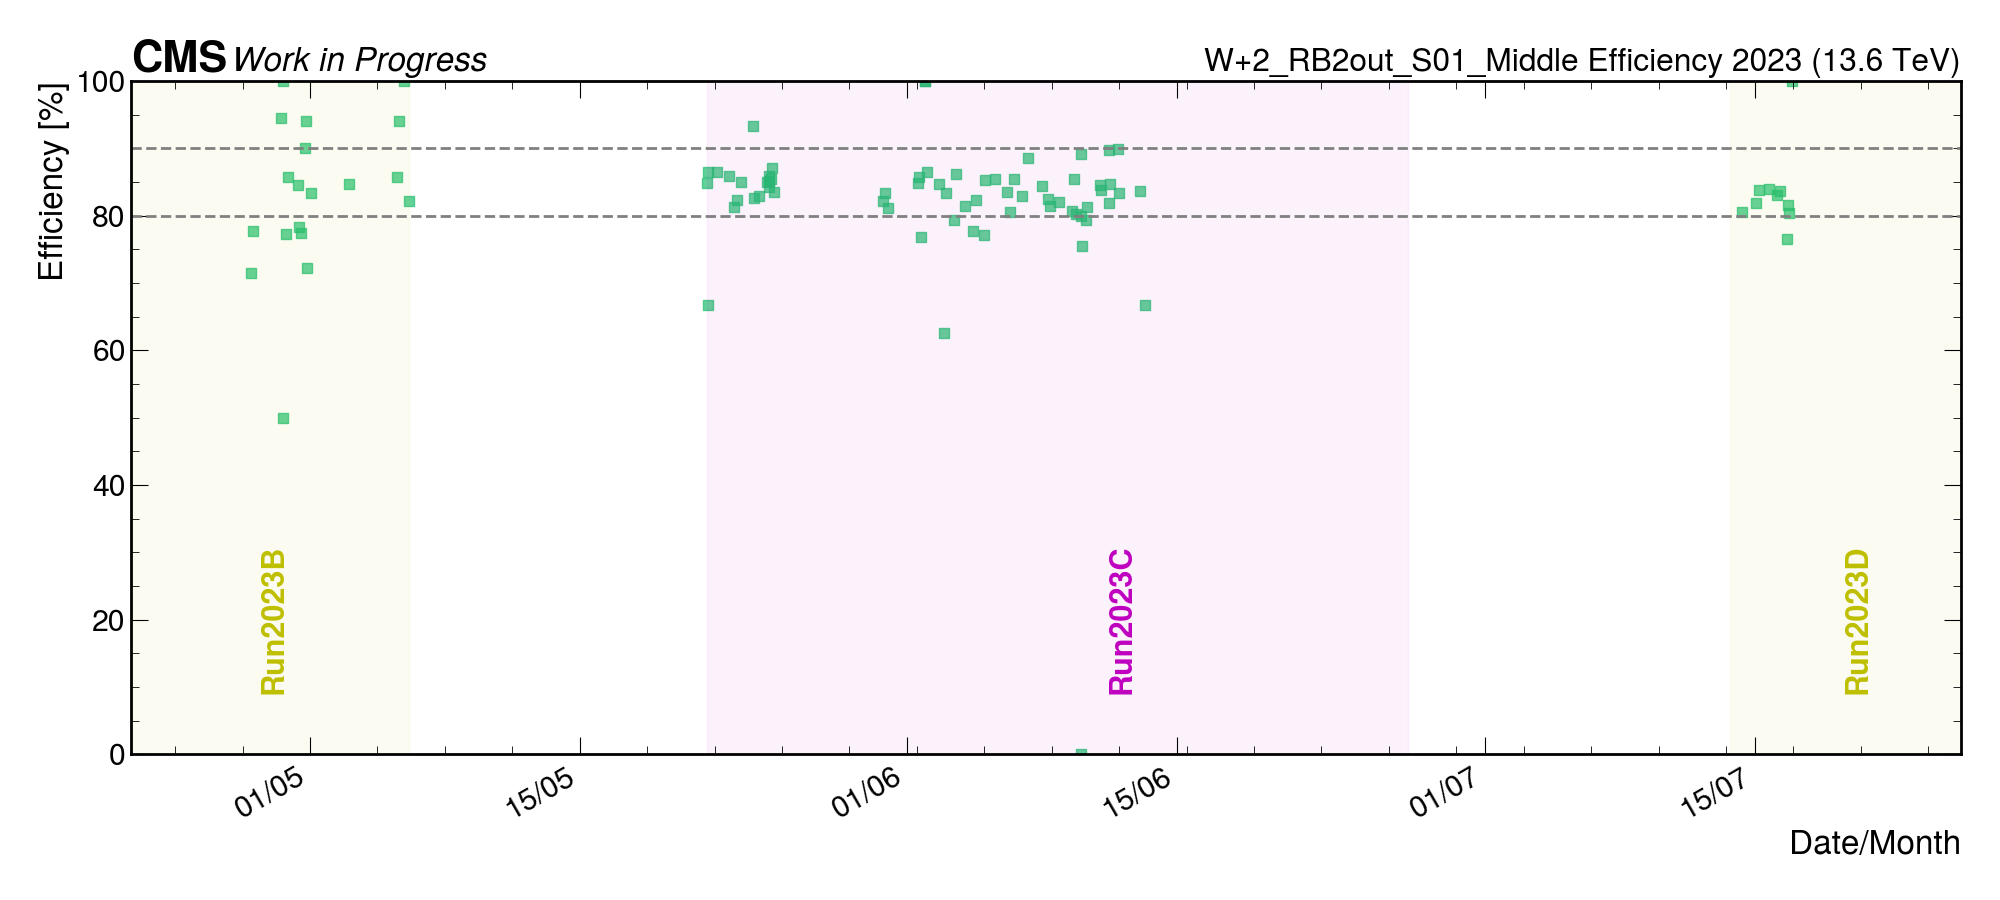 CMS Work in Progress
W+2_RB2out_S01_Middle Efficiency 2023 (13.6 TeV)
Efficiency [%]
100
80
60
40
20
0
Run2023B
Run2023C
Run2023D
01/05
15/05
01/06
15/06
01/07
15/07
Date/Month